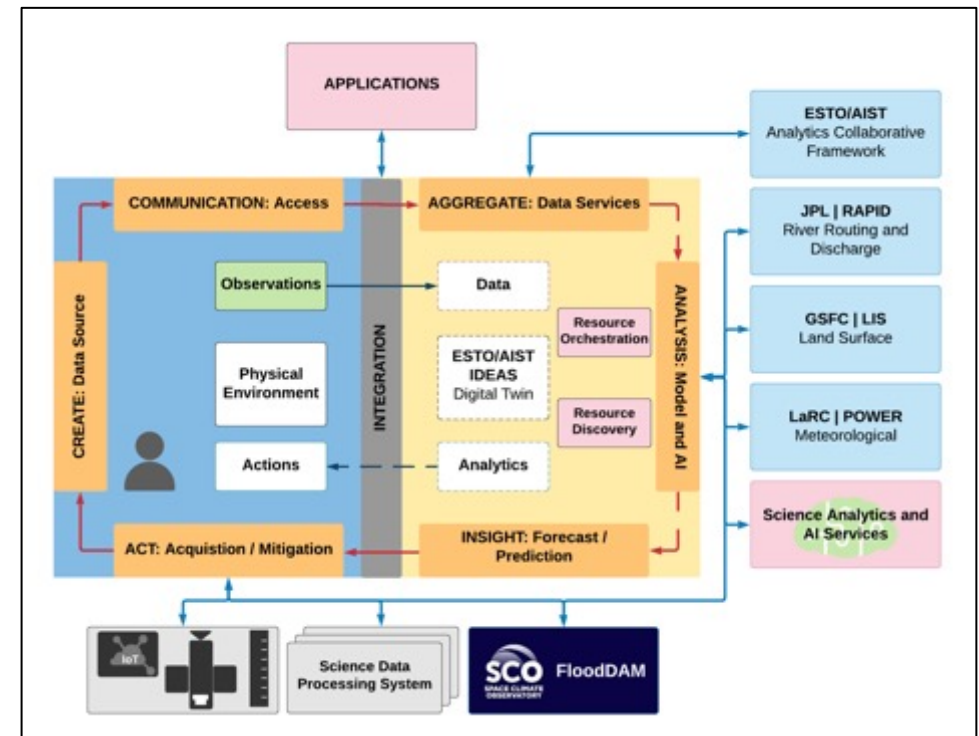 APPLICATIONS
ESTO/AIST
Analytics Collaborative
Framework
COMMUNICATION: Access
AGGREGATE: Data Services
JPL | RAPID
River Routing and
Discharge
CREATE: Data Source
Observations
INTEGRATION
Data
Resource
Orchestration
ANALYSIS: Model and AI
GSFC | LIS
Land Surface
Physical
Environment
ESTO/AIST
IDEAS
Digital Twin
Resource
Discovery
LaRC | POWER
Meteorological
Actions
Analytics
Science Analytics and
AI Services
ACT: Acquistion / Mitigation
INSIGHT: Forecast /
Prediction
IoT
Science Data
Processing System
SCO
SPACE CLIMATE
OBSERVATORY
FloodDAM